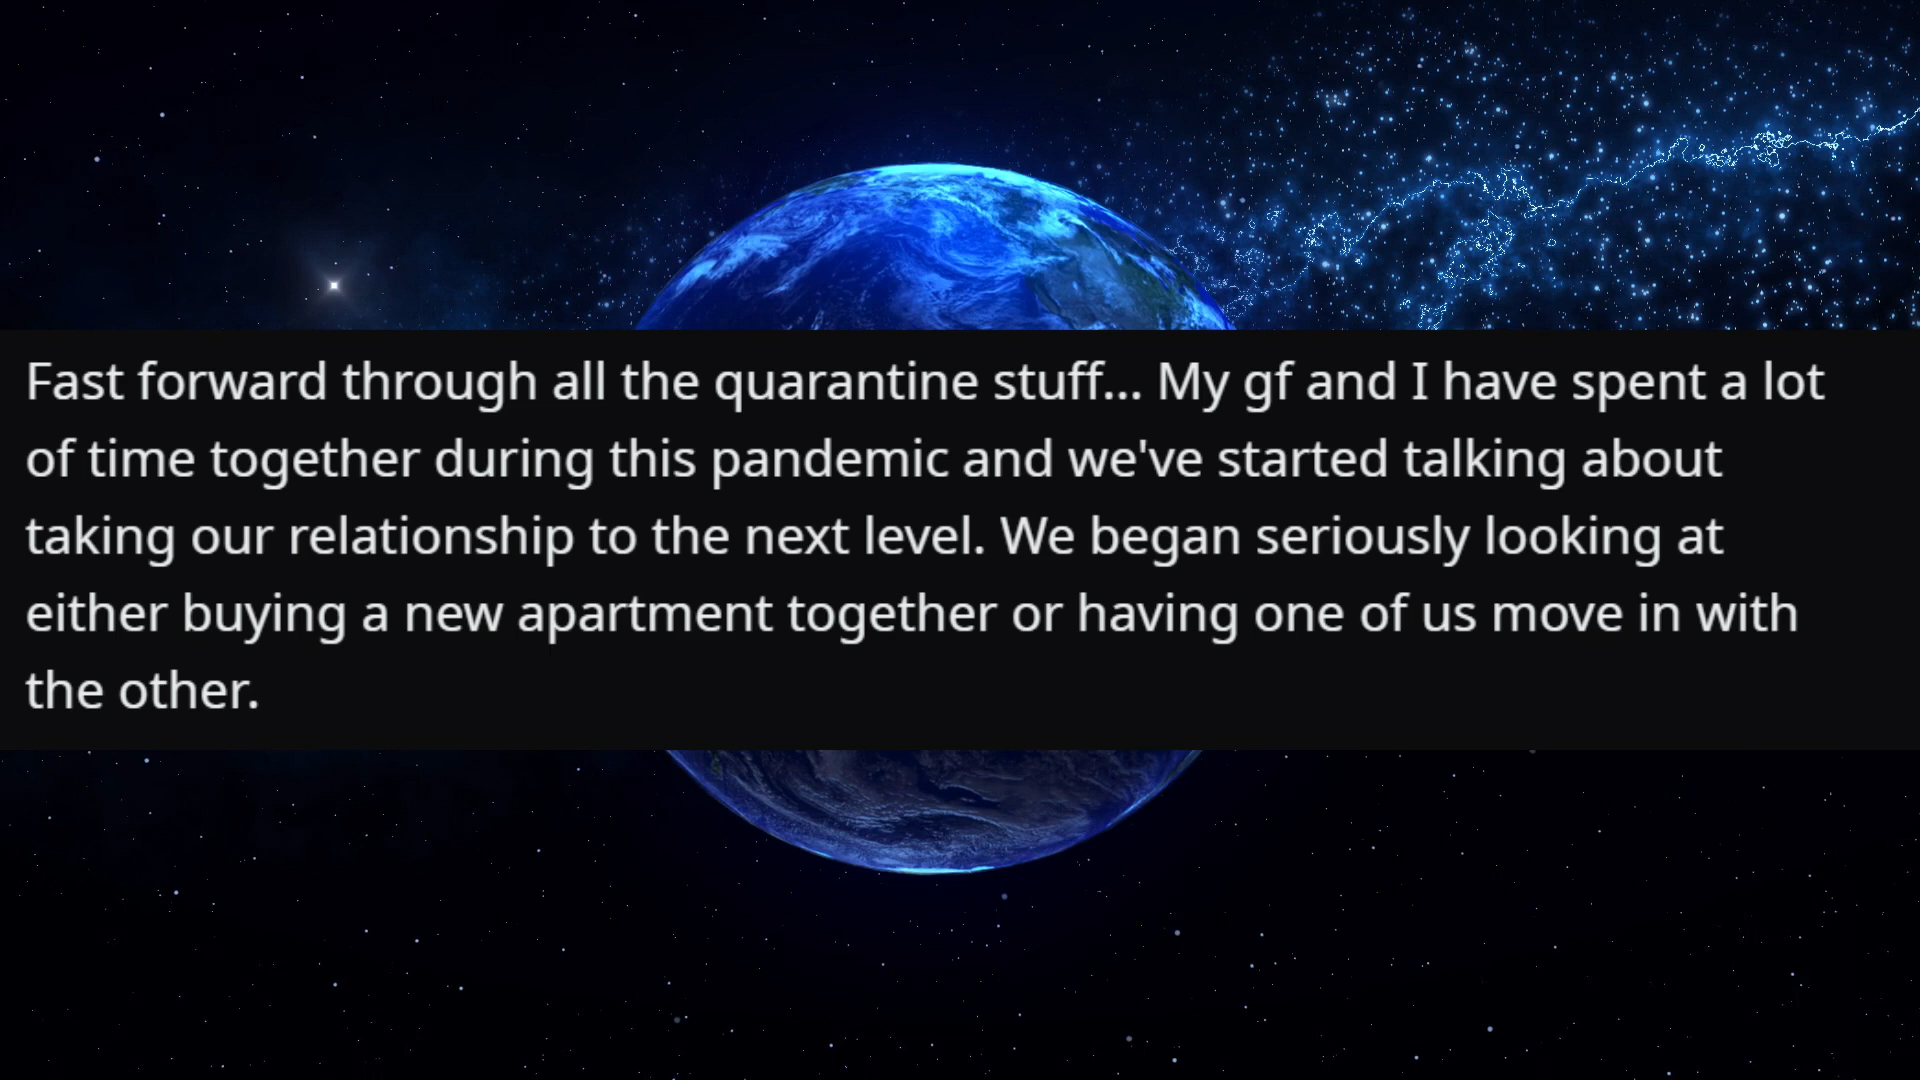 Fast forward through all the quarantine stuff... My gf and I have spent a lot
of time together during this pandemic and we've started talking about
taking our relationship to the next level. We began seriously looking at
either buying a new apartment together or having one of us move in with
the other.